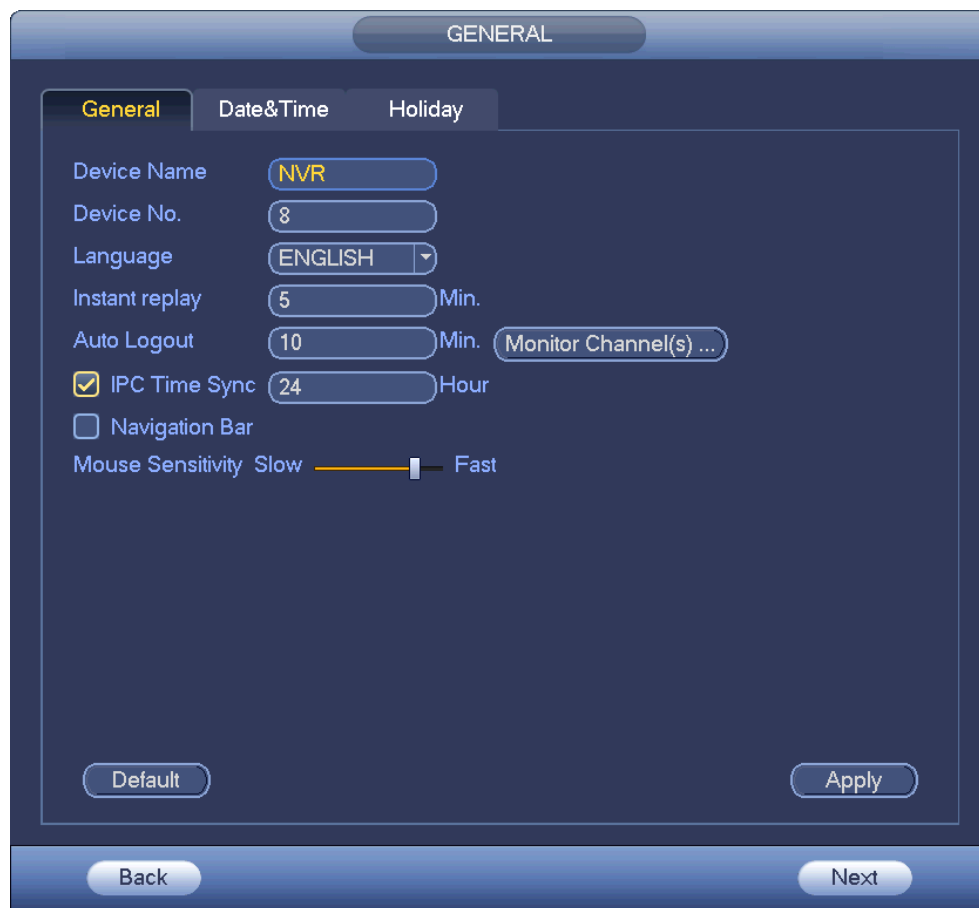 GENERAL
General Date&Time Holiday
Device Name NVR
Device No. 8
Language ENGLISH
Instant replay 5 Min.
Auto Logout 10 Min. Monitor Channel(s) ...
IPC Time Sync 24 Hour
Navigation Bar
Mouse Sensitivity Slow Fast
Default Apply
Back Next